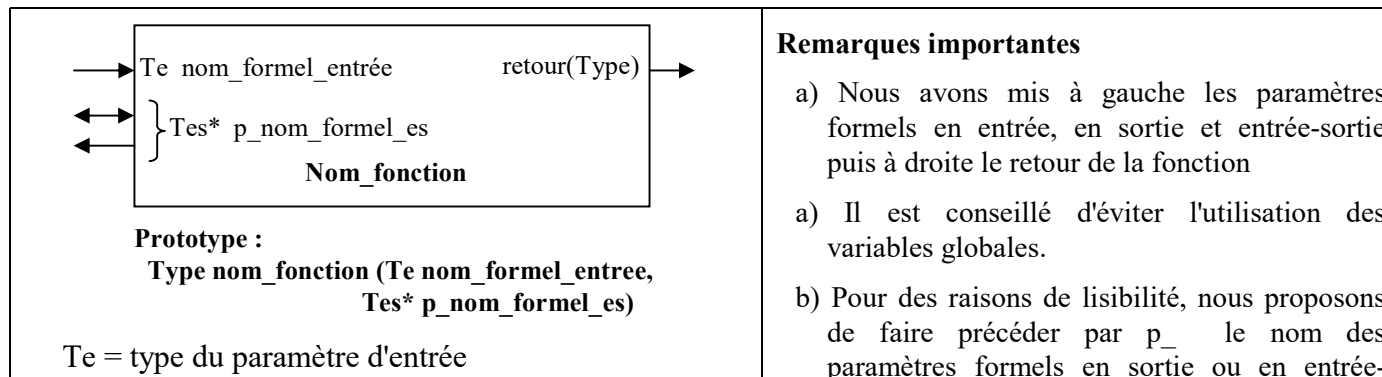 Te nom_formel_entrée retour(Type)
Tes* p_nom_formel_es
Nom_fonction
Prototype :
Type nom_fonction (Te nom_formel_entree,
Tes* p_nom_formel_es)
Te = type du paramètre d'entrée
Remarques importantes
a) Nous avons mis à gauche les paramètres
formels en entrée, en sortie et entrée-sortie
puis à droite le retour de la fonction
a) Il est conseillé d'éviter l'utilisation des
variables globales.
b) Pour des raisons de lisibilité, nous proposons
de faire précéder par p_ le nom des
paramètres formels en sortie ou en entrée-